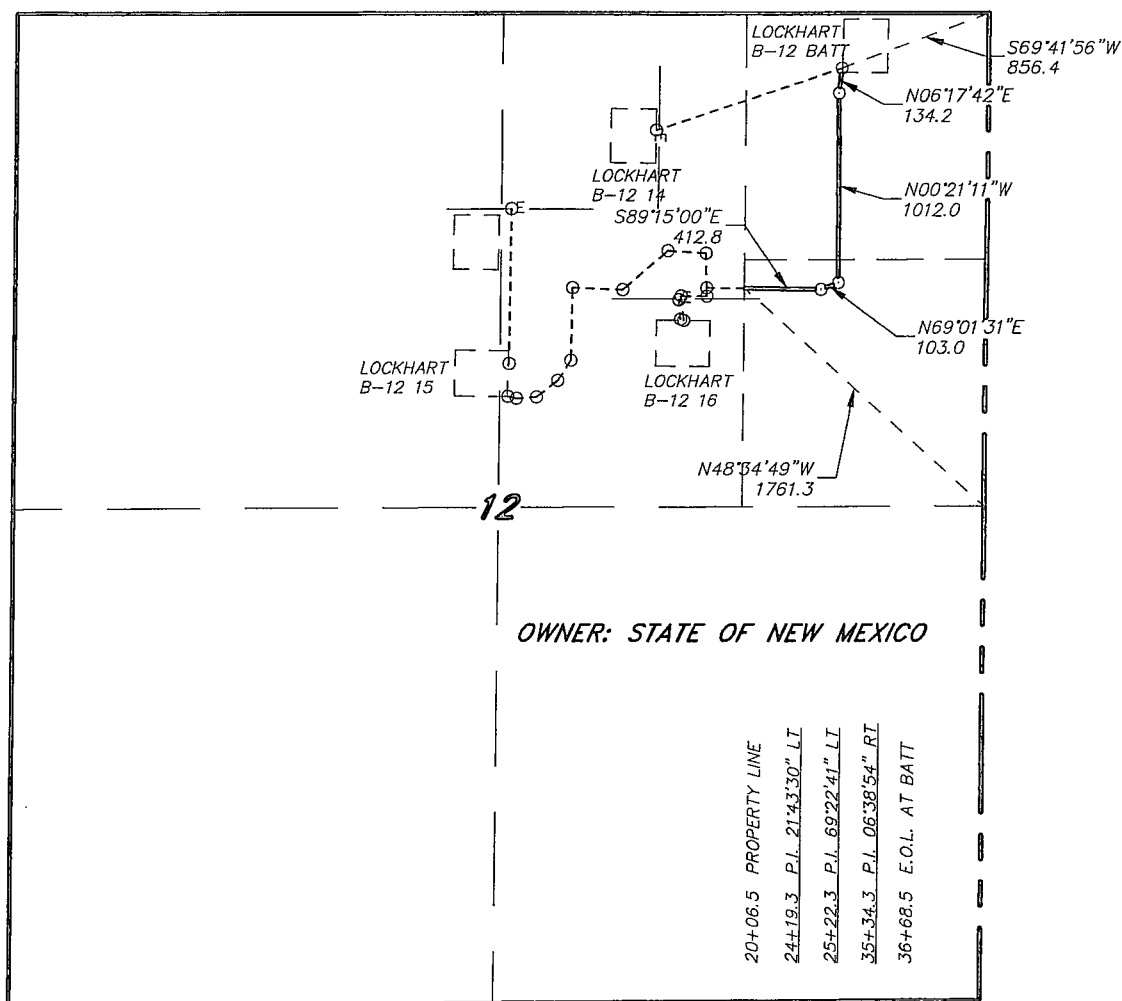 LOCKHART
B-12 BATT
S69°41'56"W
856.4
N06°17'42"E
134.2
LOCKHART
B-12 14
N00°21'11"W
1012.0
S89°15'00"E
412.8
N69°01'31"E
103.0
LOCKHART
B-12 15
LOCKHART
B-12 16
N48°34'49"W
1761.3
12
OWNER: STATE OF NEW MEXICO
20+06.5 PROPERTY LINE
24+19.3 P.I. 21°43'30" LT
25+22.3 P.I. 69°22'41" LT
35+34.3 P.I. 06°38'54" RT
36+68.5 E.O.L. AT BATT